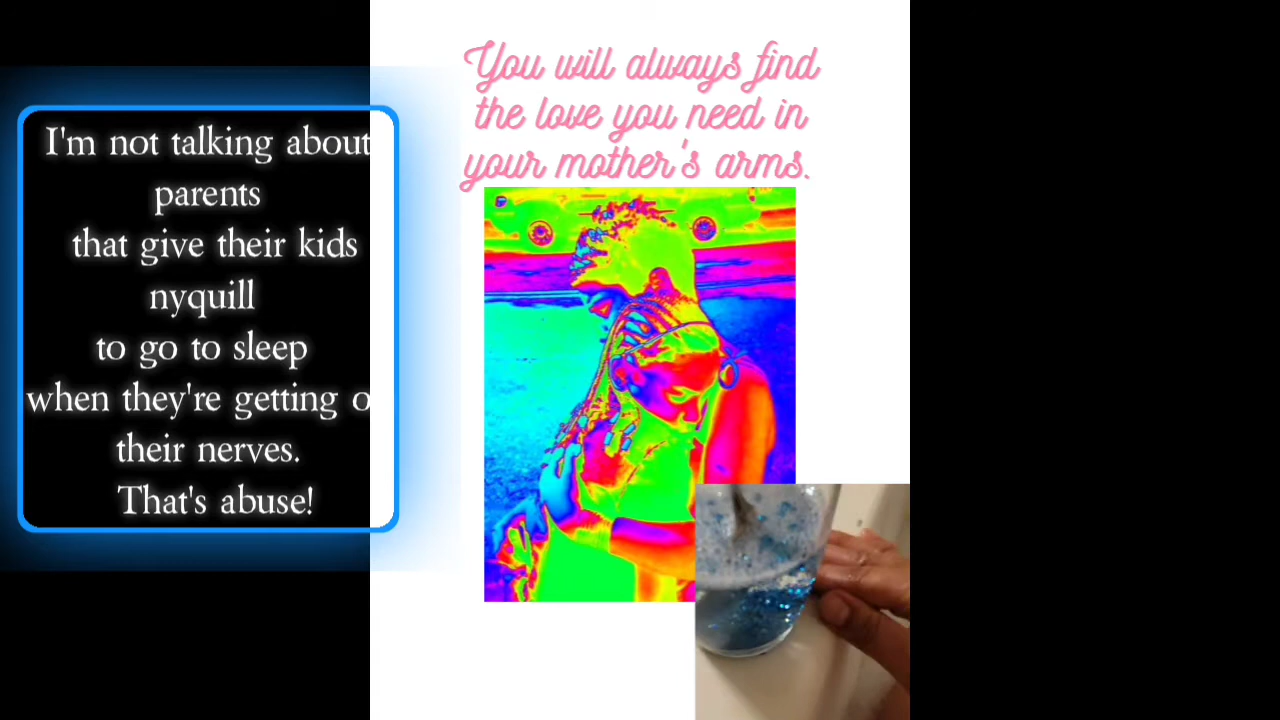 I'm not talking about
parents
that give their kids
nyquill
to go to sleep
when they're getting o
their nerves.
That's abuse!
You will always find
the love you need in
your mother's arms.